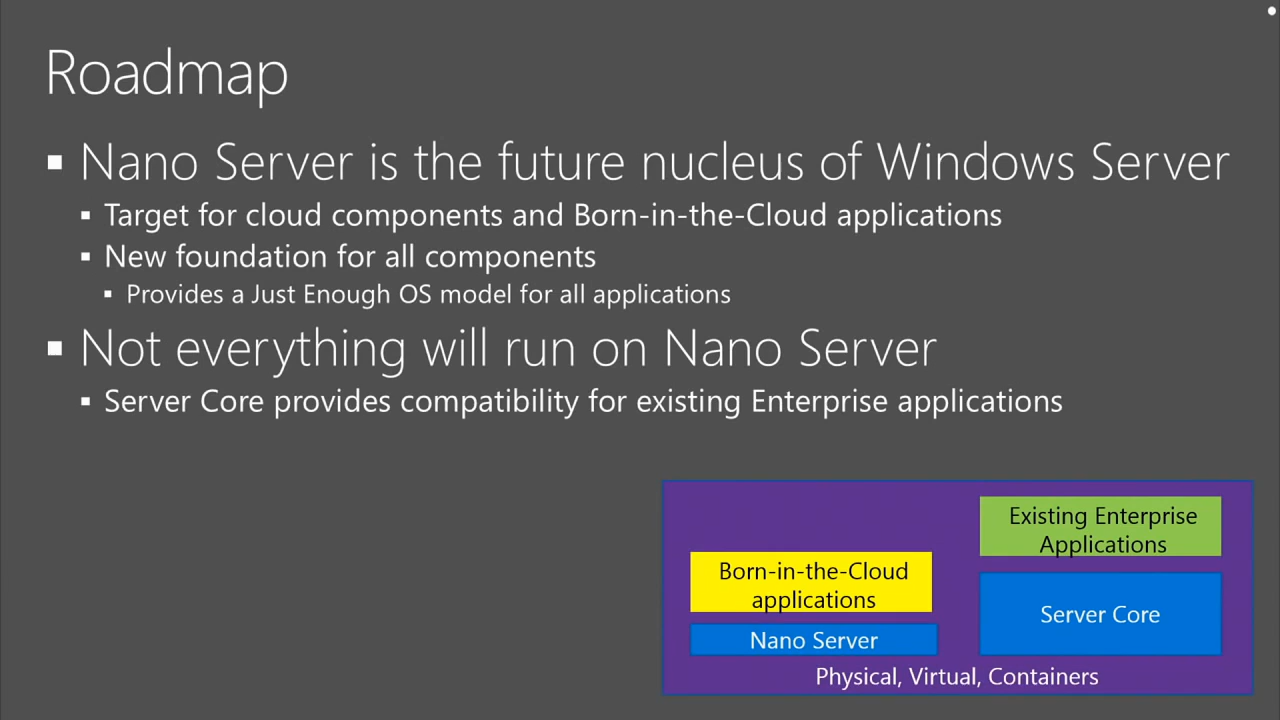 Roadmap
▪ Nano Server is the future nucleus of Windows Server
▪ Target for cloud components and Born-in-the-Cloud applications
▪ New foundation for all components
▪ Provides a Just Enough OS model for all applications
▪ Not everything will run on Nano Server
▪ Server Core provides compatibility for existing Enterprise applications
Born-in-the-Cloud
applications
Nano Server
Existing Enterprise
Applications
Server Core
Physical, Virtual, Containers